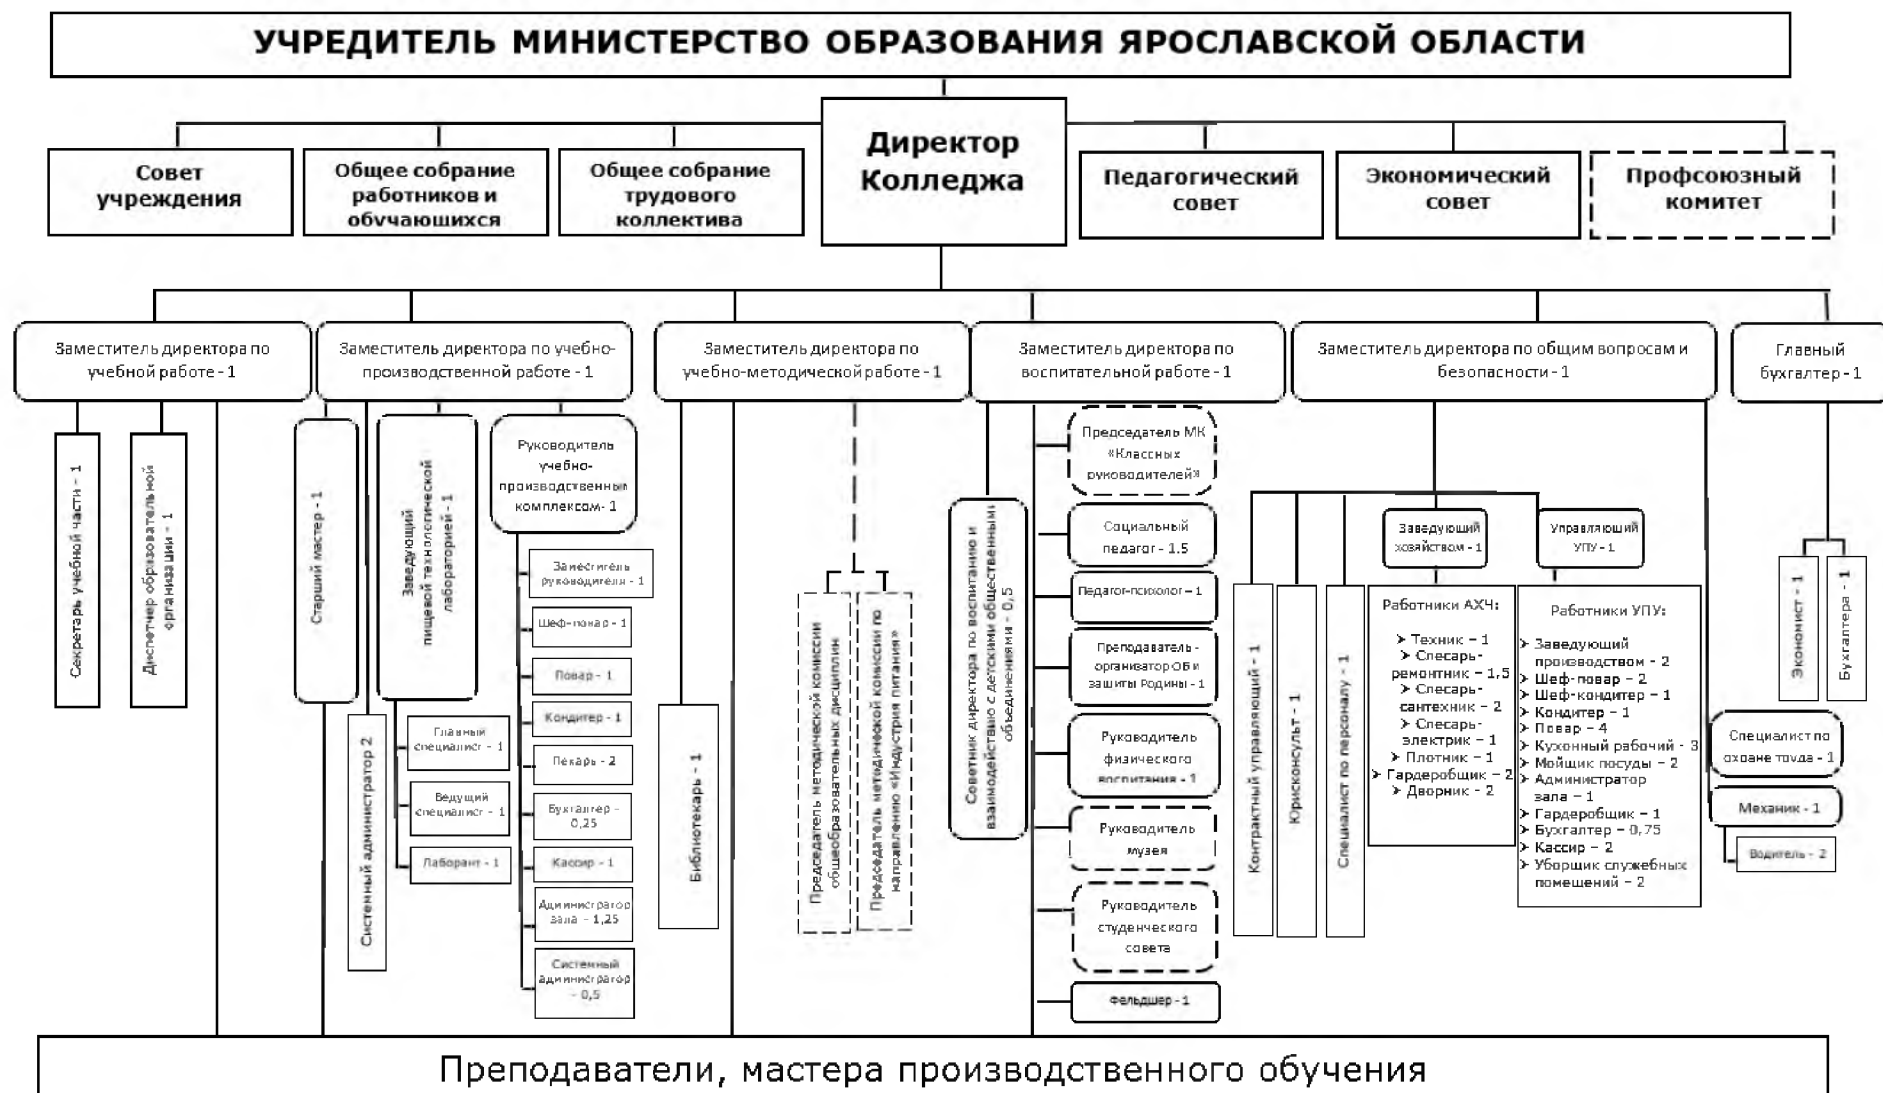 УЧРЕДИТЕЛЬ МИНИСТЕРСТВО ОБРАЗОВАНИЯ ЯРОСЛАВСКОЙ ОБЛАСТИ
Директор
Колледжа
Совет
учреждения
Общее собрание
работников и
обучающихся
Общее собрание
трудового
коллектива
Педагогический
совет
Экономический
совет
Профсоюзный
комитет
Заместитель директора по
учебной работе - 1
Заместитель директора по учебно-
производственной работе - 1
Заместитель директора по
учебно-методической работе - 1
Заместитель директора по
воспитательной работе - 1
Заместитель директора по общим вопросам и
безопасности - 1
Главный
бухгалтер - 1
Секретарь учебной части - 1
Диспетчер образовательной
организации - 1
Старший мастер - 1
Системный администратор 2
Заведующий
пищевой технологической
лабораторией - 1
Главный
специалист - 1
Ведущий
специалист - 1
Лаборант - 1
Руководитель
учебно-
производственным
комплексом- 1
Заместитель
руководителя - 1
Шеф-повар - 1
Повар - 1
Кондитер - 1
Пекарь - 2
Бухгалтер -
0,25
Кассир - 1
Администратор
зала - 1,25
Системный
администратор
- 0,5
Библиотекарь - 1
Председатель методической комиссии
общеобразовательных дисциплин
Председатель методической комиссии по
направлению «Индустрия питания»
Советник директора по воспитанию и
взаимодействию с детскими общественными
объединениями - 0,5
Председатель МК
«Классных
руководителей»
Социальный
педагог - 1.5
Педагог-психолог – 1
Преподаватель -
организатор ОБ и
защиты Родины - 1
Руководитель
физического
воспитания - 1
Руководитель
музея
Руководитель
студенческого
совета
Фельдшер - 1
Контрактный управляющий - 1
Юрисконсульт - 1
Специалист по персоналу - 1
Заведующий
хозяйством - 1
Работники АХЧ:
➤ Техник – 1
➤ Слесарь-
ремонтник – 1,5
➤ Слесарь-
сантехник – 2
➤ Слесарь-
электрик – 1
➤ Плотник – 1
➤ Гардеробщик – 2
➤ Дворник – 2
Управляющий
УПУ - 1
Работники УПУ:
➤ Заведующий
производством – 2
➤ Шеф-повар – 2
➤ Шеф-кондитер – 1
➤ Кондитер – 1
➤ Повар – 4
➤ Кухонный рабочий – 3
➤ Мойщик посуды – 2
➤ Администратор
зала – 1
➤ Гардеробщик – 1
➤ Бухгалтер – 0,75
➤ Кассир – 2
➤ Уборщик служебных
помещений – 2
Специалист по
охране труда - 1
Механик - 1
Водитель - 2
Экономист - 1
Бухгалтера - 1
Преподаватели, мастера производственного обучения